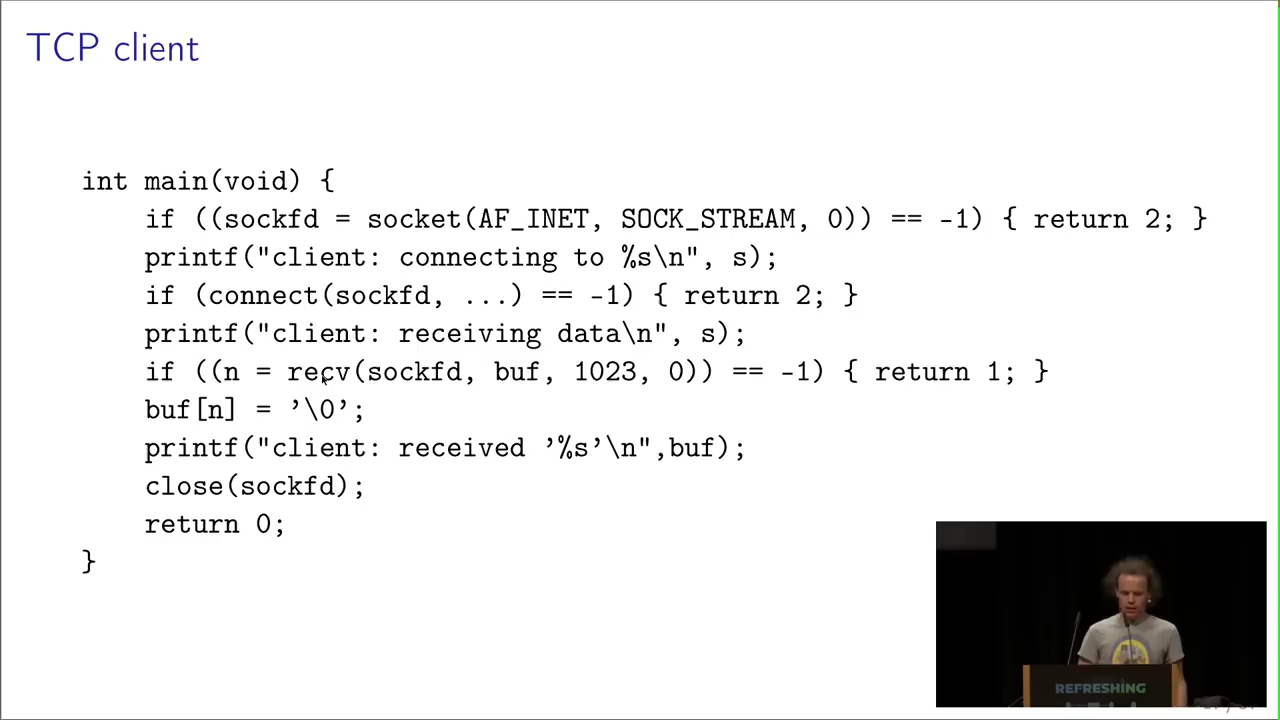 TCP client
int main(void) {
if ((sockfd = socket(AF_INET, SOCK_STREAM, 0)) == -1) { return 2; }
printf("client: connecting to %s\n", s);
if (connect(sockfd, ...) == -1) { return 2; }
printf("client: receiving data\n", s);
if ((n = recv(sockfd, buf, 1023, 0)) == -1) { return 1; }
buf[n] = ’\0’;
printf("client: received ’%s’\n",buf);
close(sockfd);
return 0;
}
REFRESHING